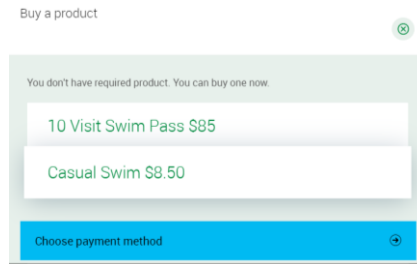 Buy a product
You don't have required product. You can buy one now.
10 Visit Swim Pass $85
Casual Swim $8.50
Choose payment method